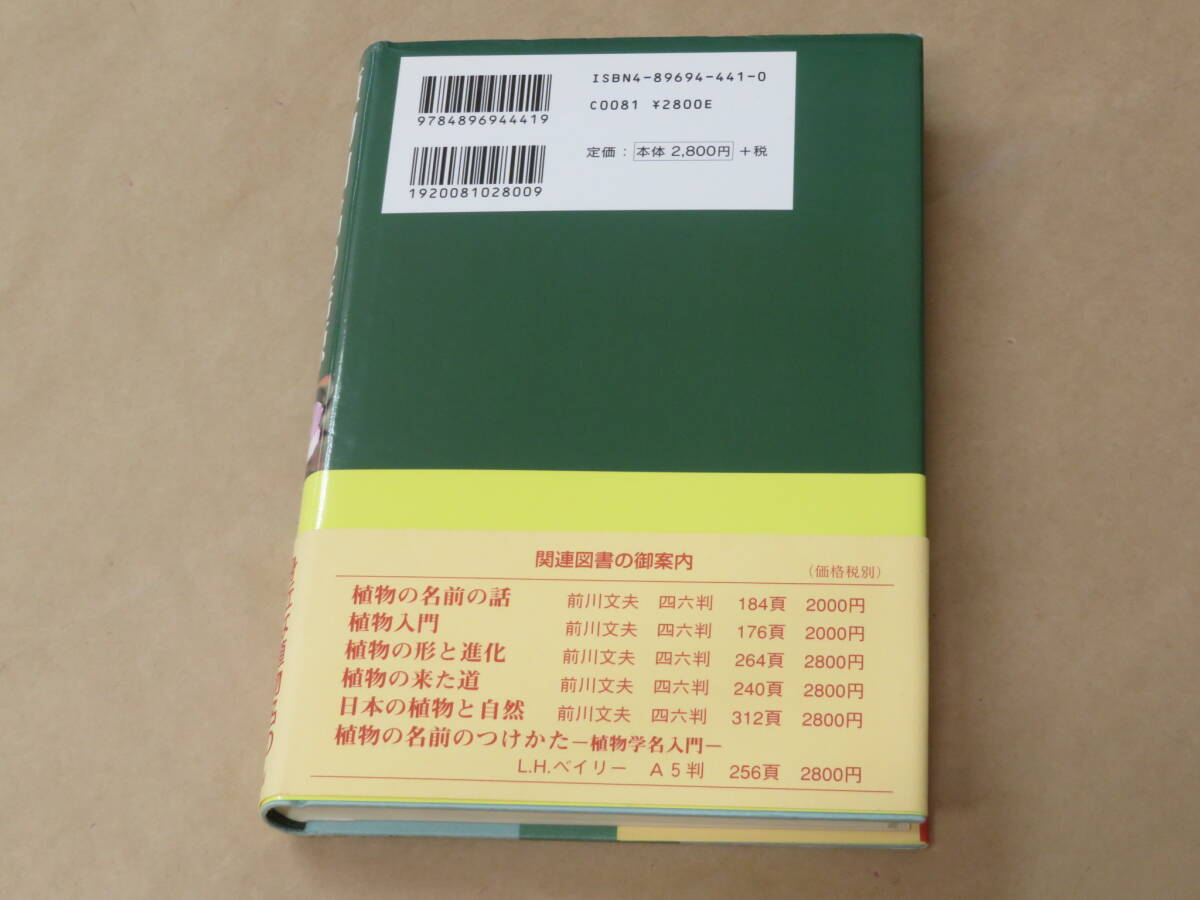 ISBN4-89694-441-0
C0081 ¥2800E
9784896944419
定価：本体 2,800円＋税
1920081028009
関連図書の御案内
（価格税別）
植物の名前の話 前川文夫 四六判 184頁 2000円
植物入門 前川文夫 四六判 176頁 2000円
植物の形と進化 前川文夫 四六判 264頁 2800円
植物の来た道 前川文夫 四六判 240頁 2800円
日本の植物と自然 前川文夫 四六判 312頁 2800円
植物の名前のつけかた―植物学名入門―
L.H.ベイリー A5判 256頁 2800円